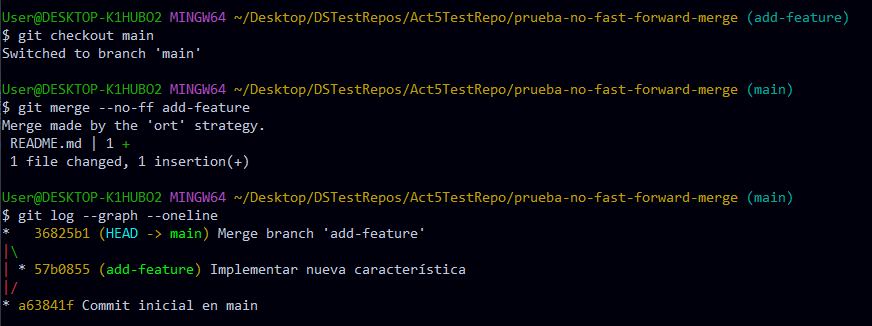 User@DESKTOP-K1HUBO2 MINGW64 ~/Desktop/DSTestRepos/Act5TestRepo/prueba-no-fast-forward-merge (add-feature)
$ git checkout main
Switched to branch 'main'
User@DESKTOP-K1HUBO2 MINGW64 ~/Desktop/DSTestRepos/Act5TestRepo/prueba-no-fast-forward-merge (main)
$ git merge --no-ff add-feature
Merge made by the 'ort' strategy.
 README.md | 1 +
 1 file changed, 1 insertion(+)
User@DESKTOP-K1HUBO2 MINGW64 ~/Desktop/DSTestRepos/Act5TestRepo/prueba-no-fast-forward-merge (main)
$ git log --graph --oneline
*   36825b1 (HEAD -> main) Merge branch 'add-feature'
|\
| * 57b0855 (add-feature) Implementar nueva característica
|/
* a63841f Commit inicial en main